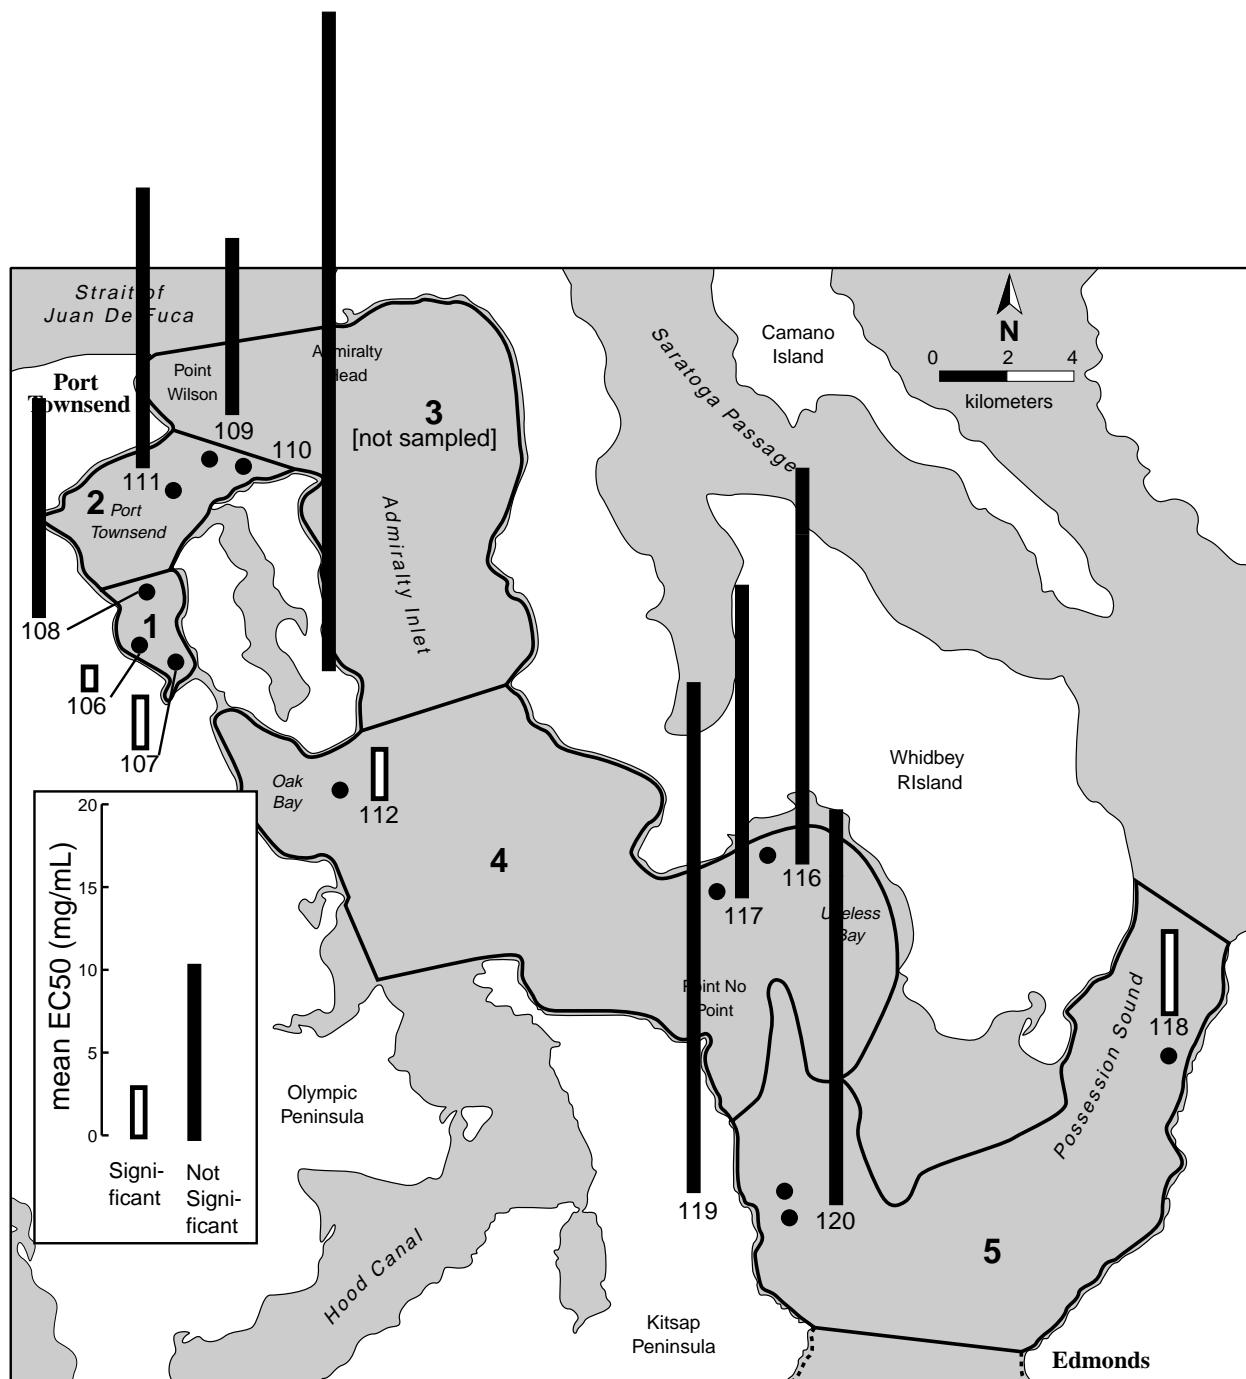 Strait of
Juan De Fuca
Port
Townsend
Point
Wilson
Admiralty
Head
3
[not sampled]
Saratoga Passage
Camano
Island
N
0 2 4
kilometers
109
110
111
2
Port
Townsend
Admiralty Inlet
1
108
106
107
Oak
Bay
112
4
Whidbey
RIsland
116
117
Useless
Bay
Point No
Point
118
Possession Sound
119
120
5
Olympic
Peninsula
Hood Canal
Kitsap
Peninsula
Edmonds
mean EC50 (mg/mL)
20
15
10
5
0
Signi-
ficant
Not
Signi-
ficant